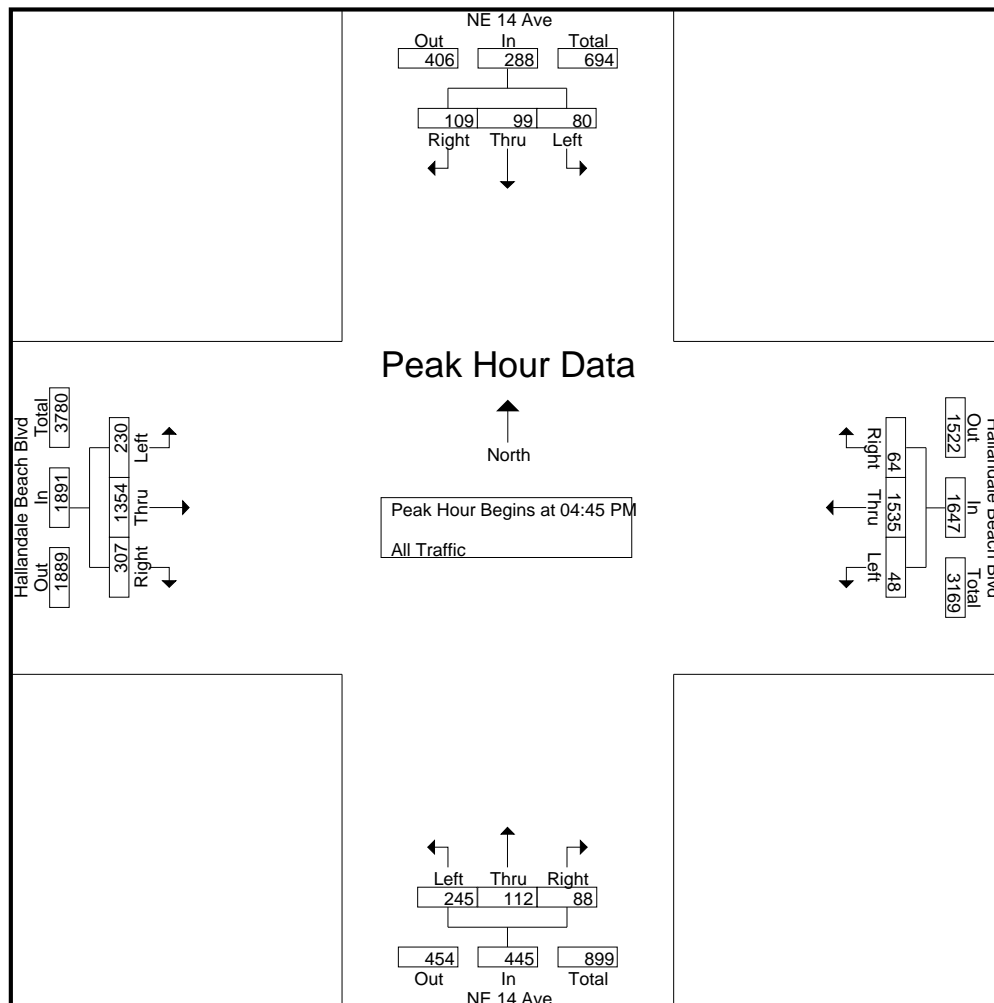 NE 14 Ave
Out In Total
406 288 694
109 99 80
Right Thru Left
Peak Hour Data
North
Peak Hour Begins at 04:45 PM
All Traffic
Hallandale Beach Blvd
Total In Out
3780 1891 1889
230 1354 307
Left Thru Right
Hallandale Beach Blvd
Out In Total
1522 1647 3169
64 1535 48
Right Thru Left
Left Thru Right
245 112 88
454 445 899
Out In Total
NE 14 Ave